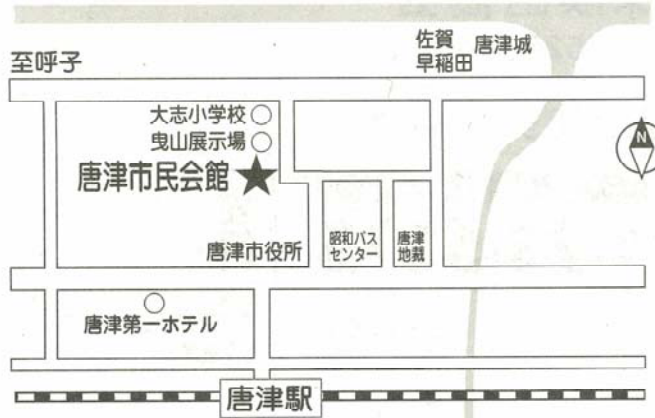 至呼子
佐賀
早稲田
唐津城
大志小学校
曳山展示場
唐津市民会館
N
唐津市役所
昭和バス
センター
唐津
地裁
唐津第一ホテル
唐津駅